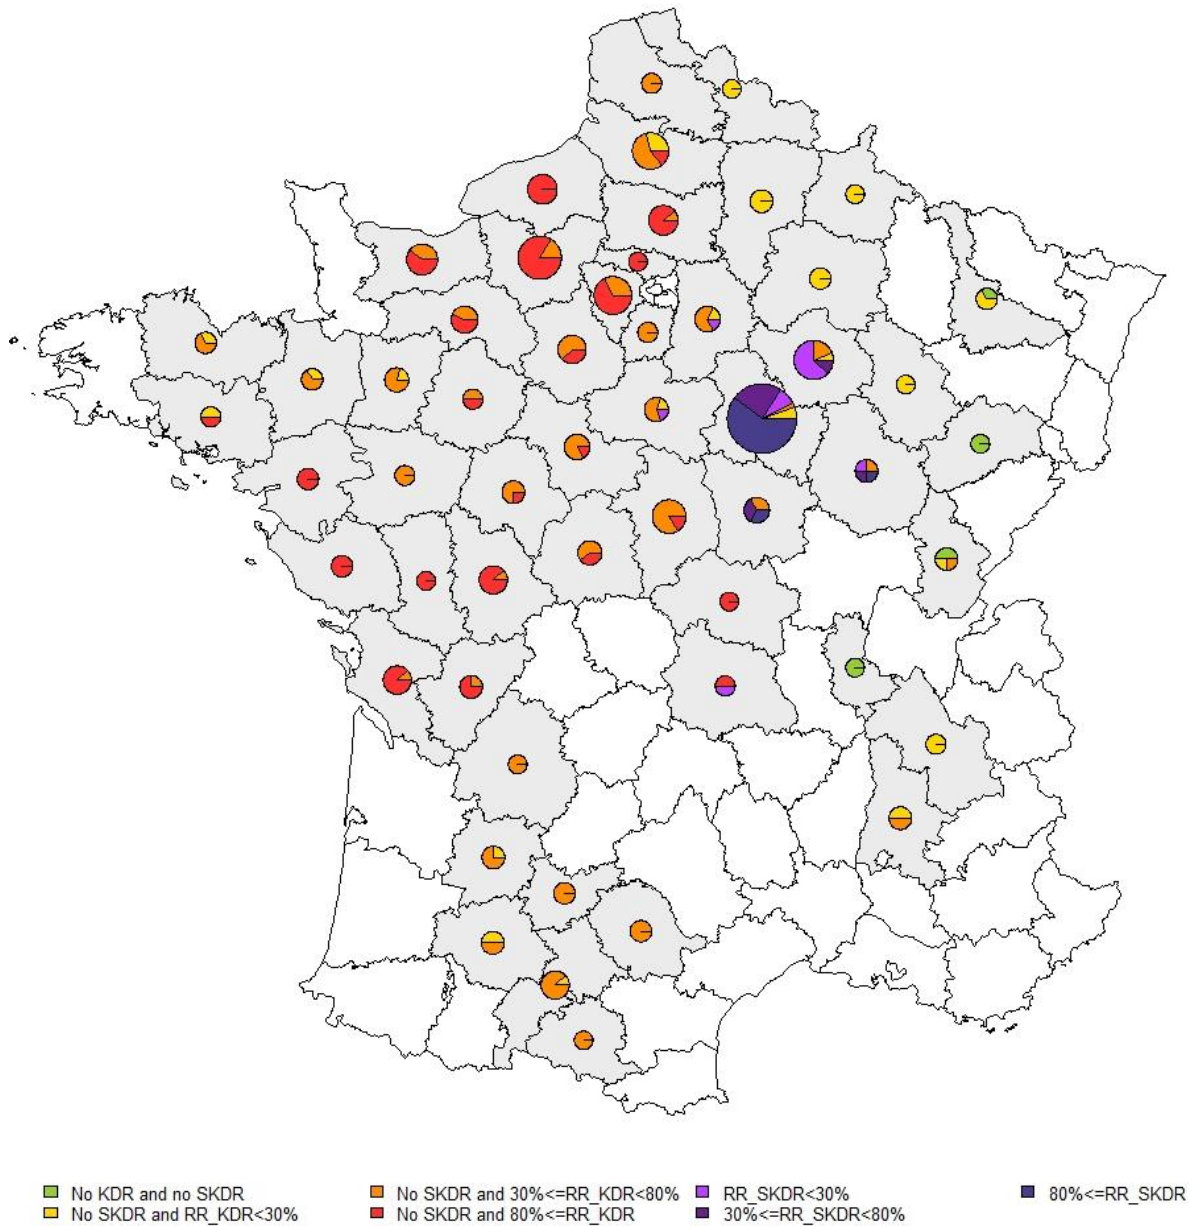 No KDR and no SKDR
No SKDR and RR_KDR<30%
No SKDR and 30%<=RR_KDR<80%
No SKDR and 80%<=RR_KDR
RR_SKDR<30%
30%<=RR_SKDR<80%
80%<=RR_SKDR